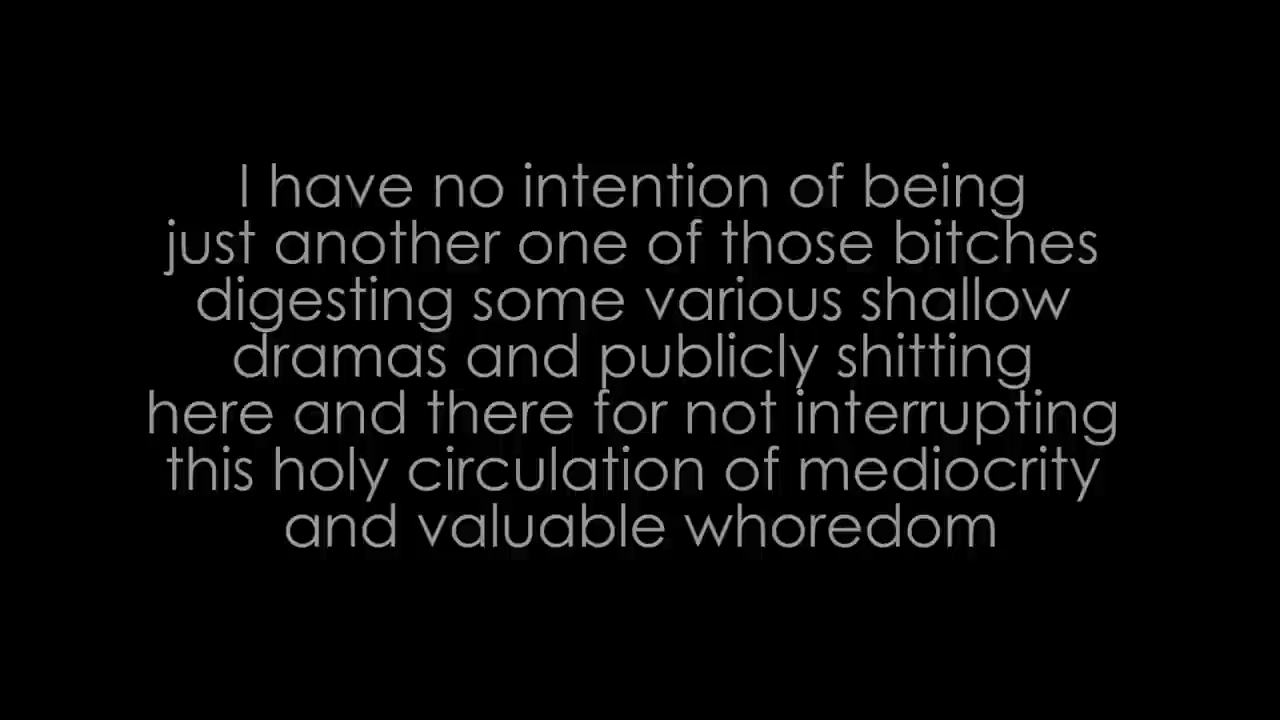 I have no intention of being
just another one of those bitches
digesting some various shallow
dramas and publicly shitting
here and there for not interrupting
this holy circulation of mediocrity
and valuable whoredom